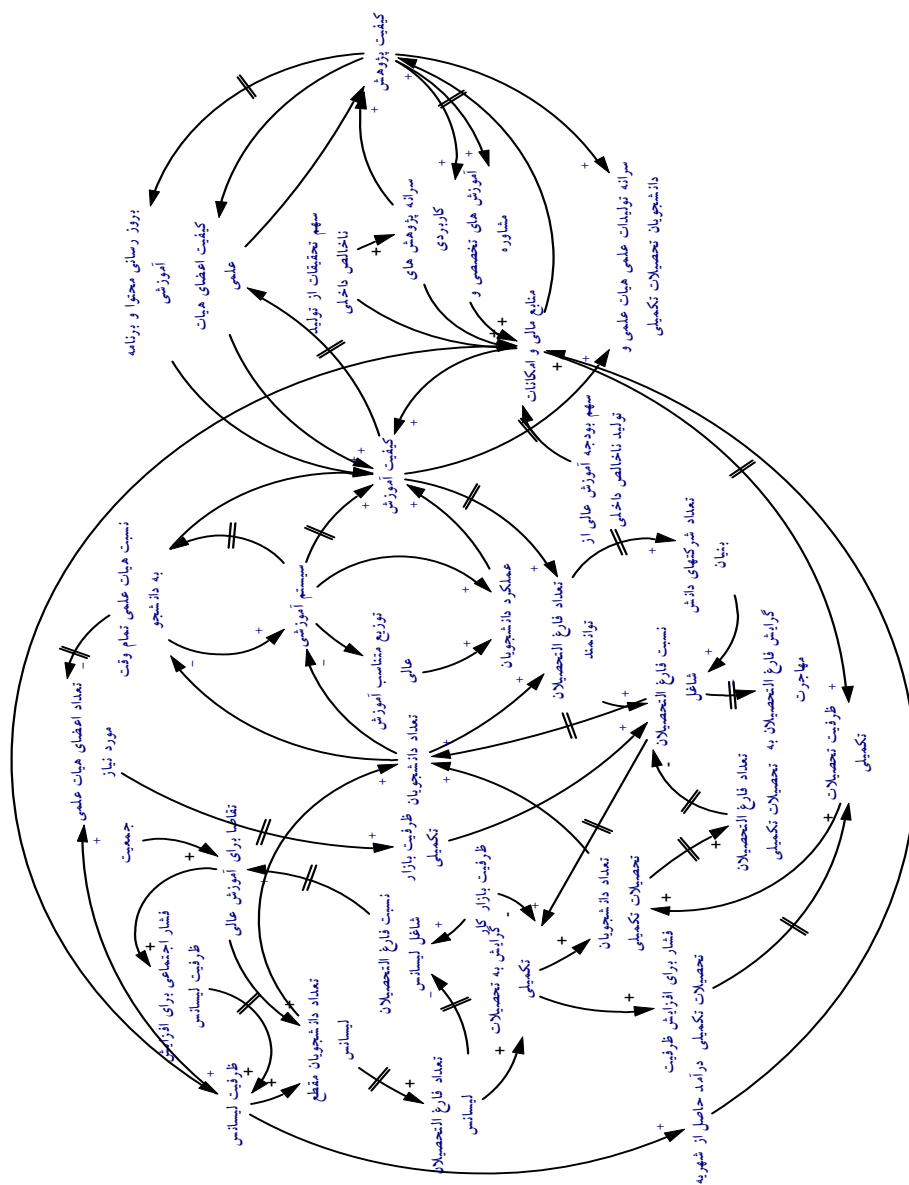 کیفیت پژوهش
بروز رسانی محتوا و برنامه
آموزشی
کیفیت اعضای هیات
علمی
سهم تحقیقات از تولید
ناخالص داخلی
سرانه پژوهش های
کاربردی
آموزش های تخصصی و
مشاوره
منابع مالی و امکانات
سرانه تولیدات علمی هیات علمی و
دانشجویان تحصیلات تکمیلی
کیفیت آموزش
سهم بودجه آموزش عالی از
تولید ناخالص داخلی
نسبت هیات علمی تمام وقت
به دانشجو
سیستم آموزشی
توزیع متناسب آموزش
عالی
عملکرد دانشجویان
تعداد فارغ التحصیلان
توانمند
تعداد شرکتهای دانش
بنیان
نسبت فارغ التحصیلان
شاغل
گرایش فارغ التحصیلان به
مهاجرت
تعداد اعضای هیات علمی
مورد نیاز
تعداد دانشجویان
ظرفیت بازار
تکمیلی
تعداد فارغ التحصیلان
تحصیلات تکمیلی
ظرفیت تحصیلات
تکمیلی
جمعیت
تقاضا برای آموزش عالی
ظرفیت بازار کار
تعداد دانشجویان
تحصیلات تکمیلی
نسبت فارغ التحصیلان
شاغل لیسانس
گرایش به تحصیلات
تکمیلی
فشار اجتماعی برای افزایش
ظرفیت لیسانس
فشار برای افزایش ظرفیت
تحصیلات تکمیلی
تعداد دانشجویان مقطع
لیسانس
تعداد فارغ التحصیلان
لیسانس
ظرفیت لیسانس
درآمد حاصل از شهریه